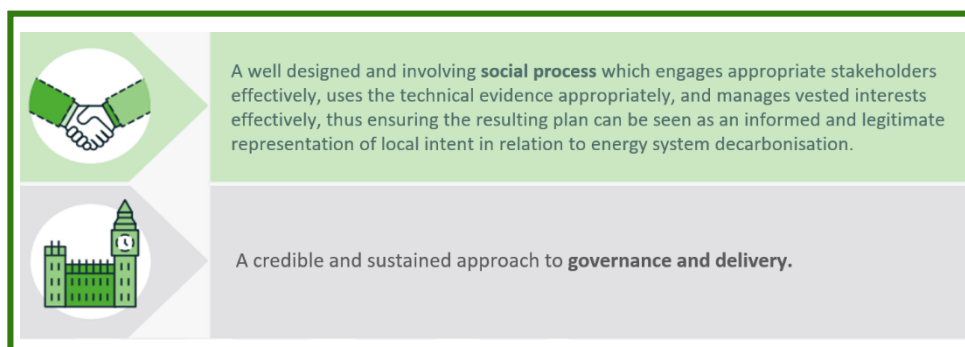 A well designed and involving social process which engages appropriate stakeholders
effectively, uses the technical evidence appropriately, and manages vested interests
effectively, thus ensuring the resulting plan can be seen as an informed and legitimate
representation of local intent in relation to energy system decarbonisation.
A credible and sustained approach to governance and delivery.